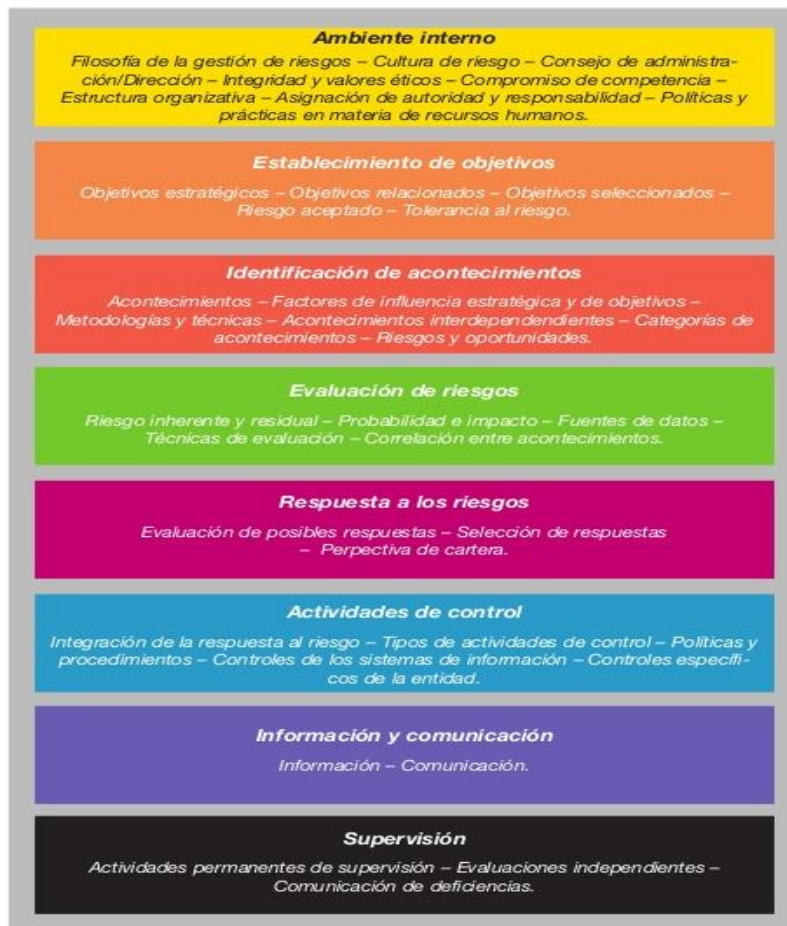 Ambiente interno
Filosofía de la gestión de riesgos – Cultura de riesgo – Consejo de administra-
ción/Dirección – Integridad y valores éticos – Compromiso de competencia –
Estructura organizativa – Asignación de autoridad y responsabilidad – Políticas y
prácticas en materia de recursos humanos.
Establecimiento de objetivos
Objetivos estratégicos – Objetivos relacionados – Objetivos seleccionados –
Riesgo aceptado – Tolerancia al riesgo.
Identificación de acontecimientos
Acontecimientos – Factores de influencia estratégica y de objetivos –
Metodologías y técnicas – Acontecimientos interdependendientes – Categorías de
acontecimientos – Riesgos y oportunidades.
Evaluación de riesgos
Riesgo inherente y residual – Probabilidad e impacto – Fuentes de datos –
Técnicas de evaluación – Correlación entre acontecimientos.
Respuesta a los riesgos
Evaluación de posibles respuestas – Selección de respuestas
– Perpectiva de cartera.
Actividades de control
Integración de la respuesta al riesgo – Tipos de actividades de control – Políticas y
procedimientos – Controles de los sistemas de información – Controles específi-
cos de la entidad.
Información y comunicación
Información – Comunicación.
Supervisión
Actividades permanentes de supervisión – Evaluaciones independientes –
Comunicación de deficiencias.